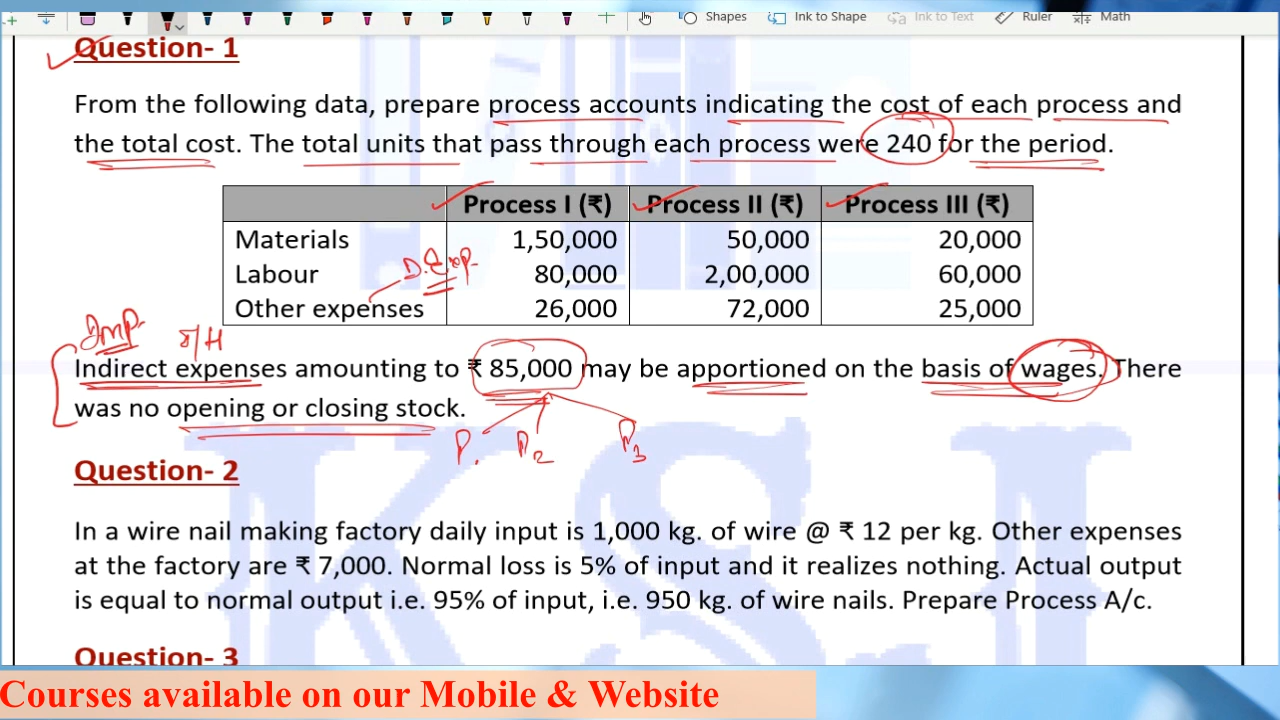 Shapes Ink to Shape Ink to Text Ruler Math
Question- 1
From the following data, prepare process accounts indicating the cost of each process and
the total cost. The total units that pass through each process were 240 for the period.
Process I (₹) Process II (₹) Process III (₹)
Materials 1,50,000 50,000 20,000
D.Exp.
Labour 80,000 2,00,000 60,000
Other expenses 26,000 72,000 25,000
Imp.
Indirect expenses amounting to ₹ 85,000 may be apportioned on the basis of wages. There
was no opening or closing stock.
P1 P2 P3
Question- 2
In a wire nail making factory daily input is 1,000 kg. of wire @ ₹ 12 per kg. Other expenses
at the factory are ₹ 7,000. Normal loss is 5% of input and it realizes nothing. Actual output
is equal to normal output i.e. 95% of input, i.e. 950 kg. of wire nails. Prepare Process A/c.
Question- 3
KSJ
Courses available on our Mobile & Website